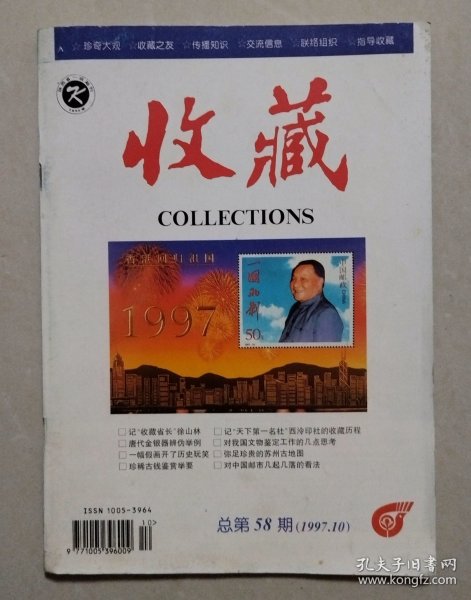 ☆珍奇大观 ☆收藏之友 ☆传播知识 ☆交流信息 ☆联络组织 ☆指导收藏
K
收藏
COLLECTIONS
香港回归祖国
1997
一国两制
中国邮政
50
□记“收藏省长”徐山林
□唐代金银器辨伪举例
□一幅假画开了历史玩笑
□珍稀古钱鉴赏举要
□记“天下第一名社”西泠印社的收藏历程
□对我国文物鉴定工作的几点思考
□弥足珍贵的苏州古地图
□对中国邮市几起几落的看法
ISSN 1005-3964
10>
9 771005 396009
总第 58 期 (1997.10)
孔夫子旧书网
www.kongfz.com